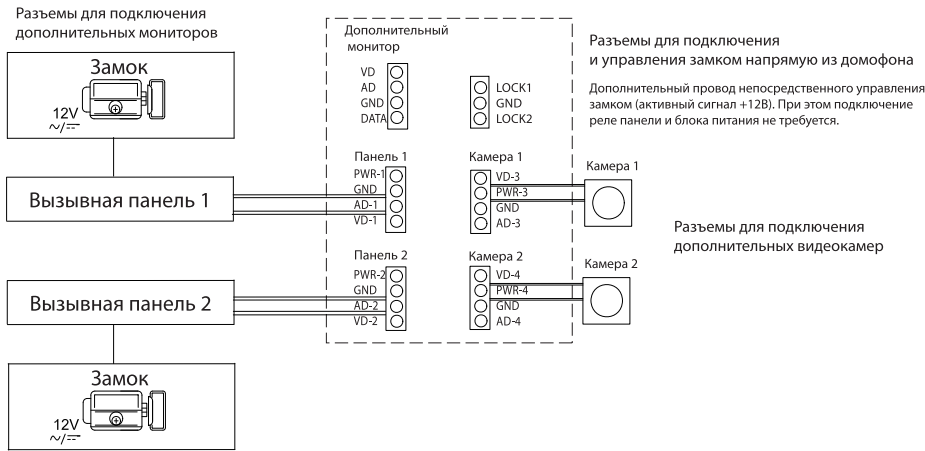 Разъемы для подключения
дополнительных мониторов
Замок
12V
~/⎓
Вызывная панель 1
Вызывная панель 2
Замок
12V
~/⎓
Дополнительный
монитор
VD
AD
GND
DATA
LOCK1
GND
LOCK2
Панель 1
PWR-1
GND
AD-1
VD-1
Камера 1
VD-3
PWR-3
GND
AD-3
Панель 2
PWR-2
GND
AD-2
VD-2
Камера 2
VD-4
PWR-4
GND
AD-4
Разъемы для подключения
и управления замком напрямую из домофона
Дополнительный провод непосредственного управления
замком (активный сигнал +12В). При этом подключение
реле панели и блока питания не требуется.
Камера 1
Разъемы для подключения
дополнительных видеокамер
Камера 2